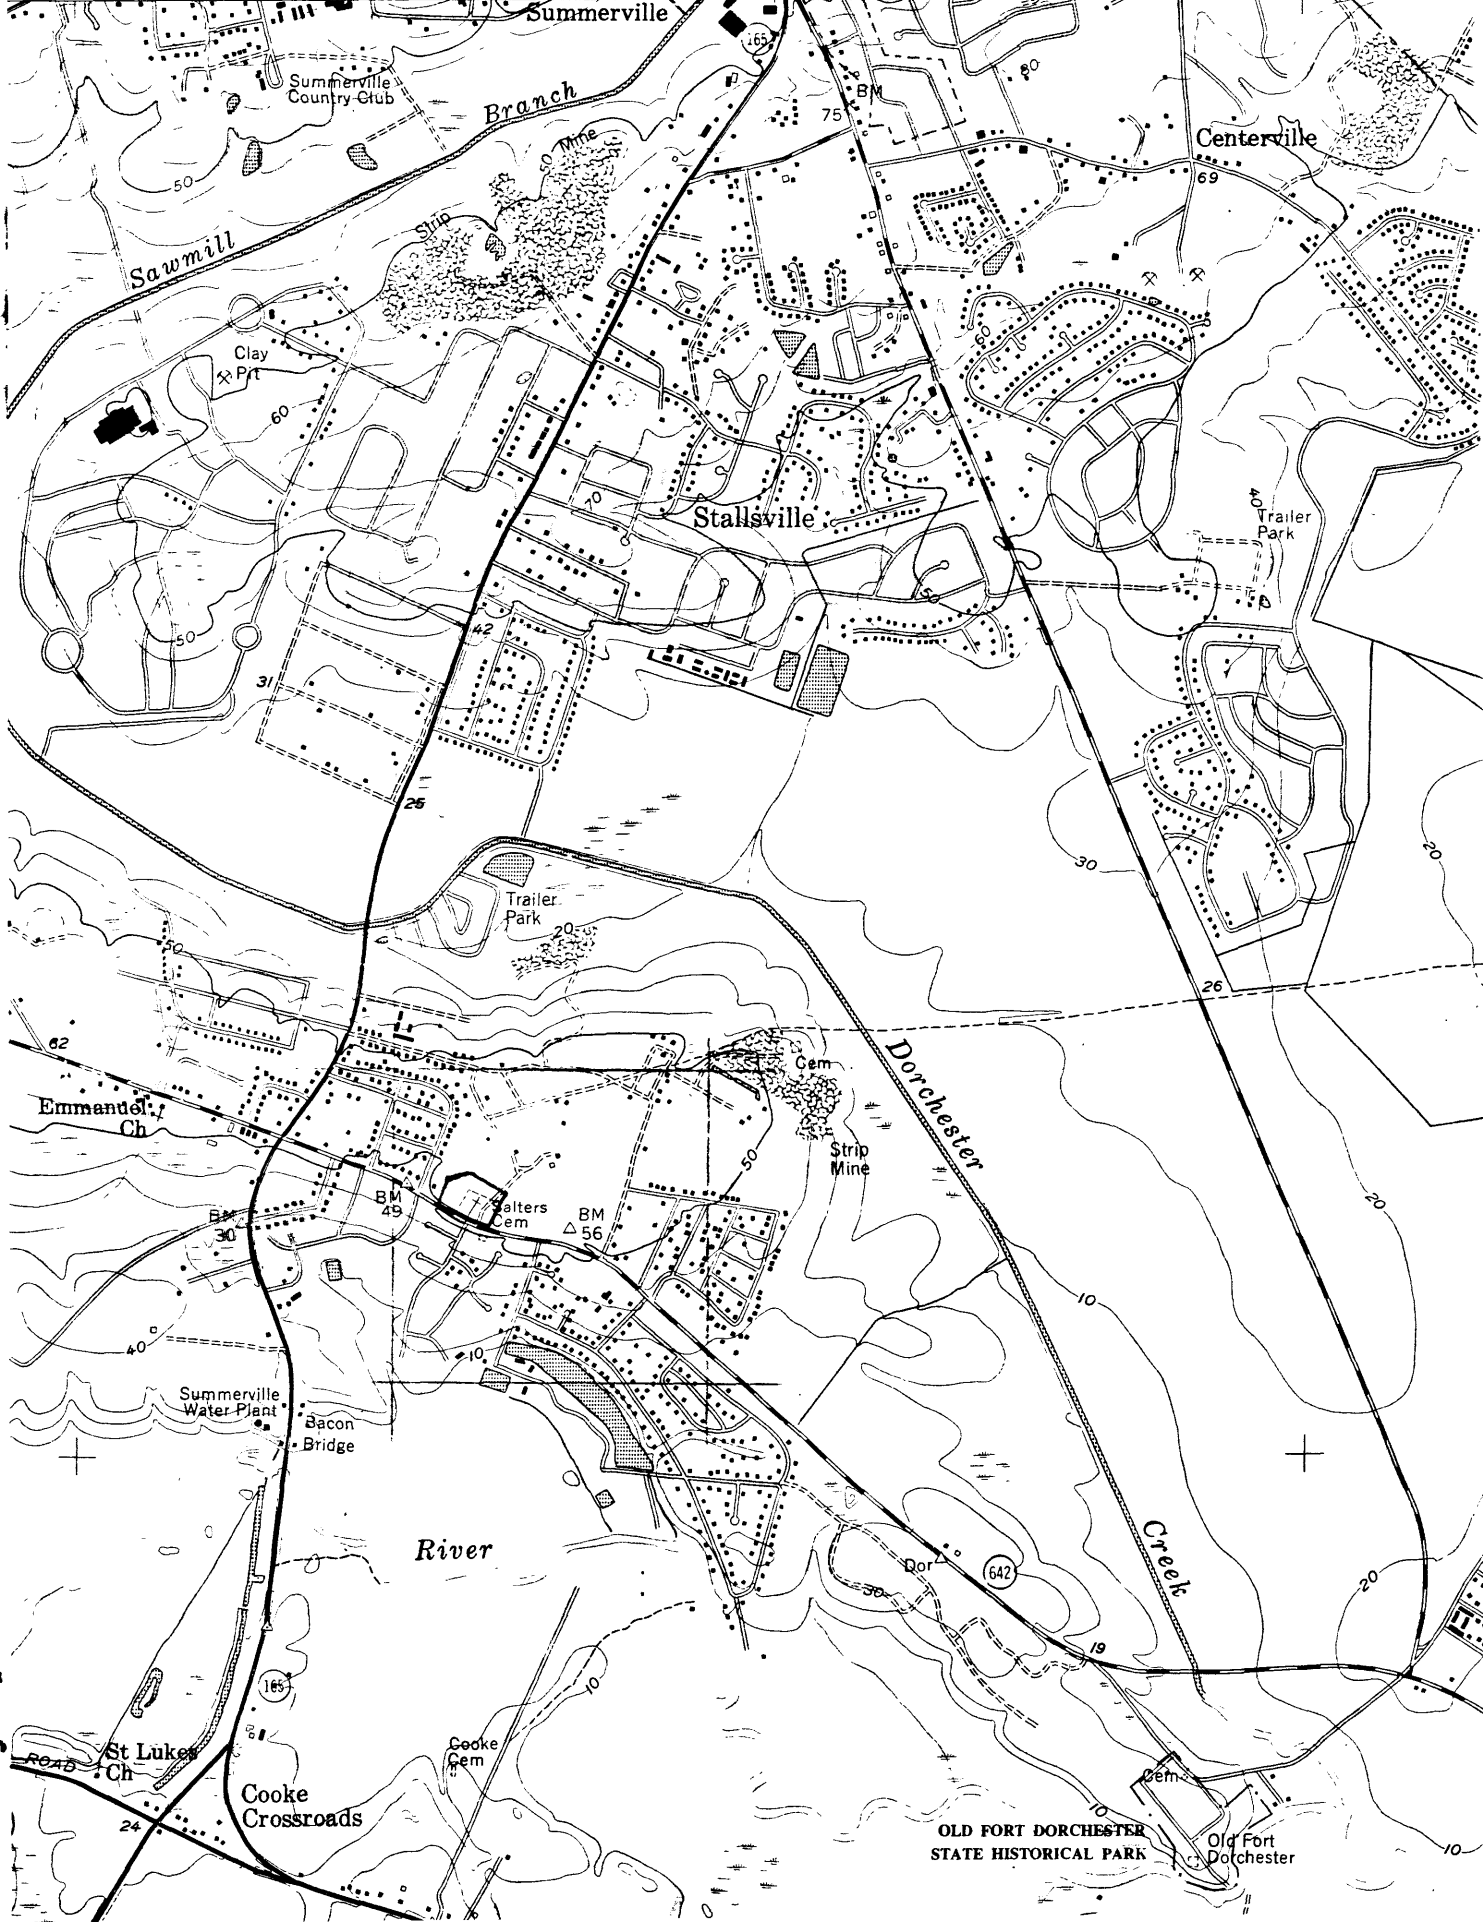 Summerville
165
Summerville
Country Club
Branch
80
BM
75
Centerville
50 Mine
50
69
Strip
Sawmill
60
Clay
Pit
60
70
40
Stallsville
Trailer
Park
50
50
42
31
25
30
20
Trailer
Park
20
50
26
62
Dorchester
Cem
Emmanuel
Ch
Strip
Mine
50
BM
49
Salters
Cem
BM
56
BM
30
20
10
40
10
Summerville
Water Plant
Bacon
Bridge
River
Creek
Dor
642
30
20
19
165
10
Cooke
Cem
ROAD
St Lukes
Ch
Cem
Cooke
Crossroads
24
10
OLD FORT DORCHESTER
STATE HISTORICAL PARK
Old Fort
Dorchester
10